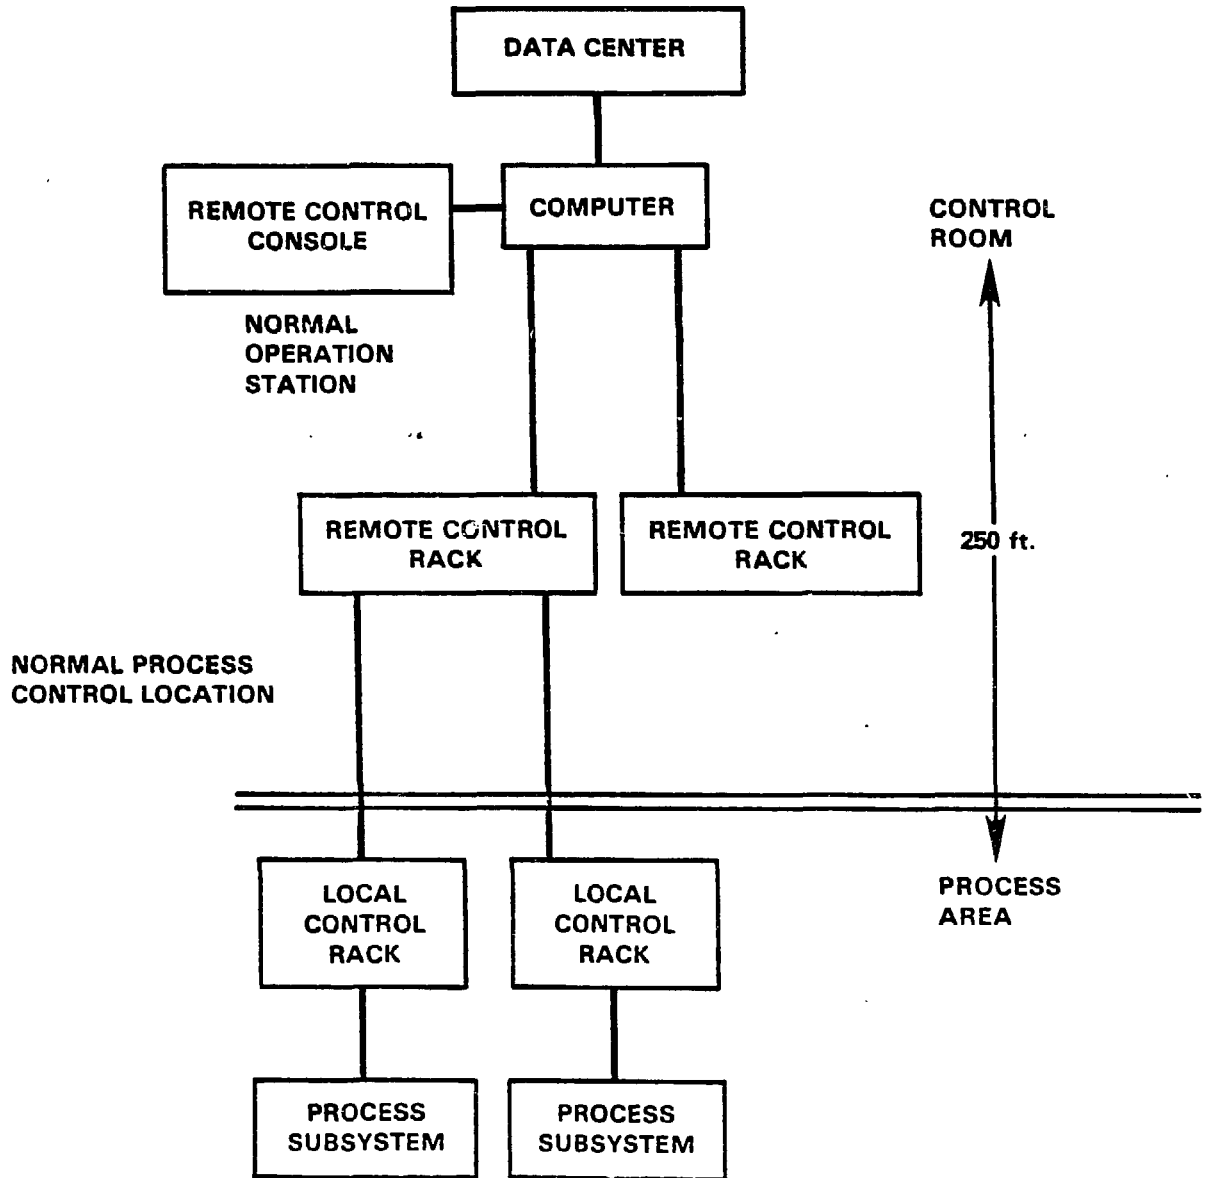 DATA CENTER
REMOTE CONTROL
CONSOLE
COMPUTER
CONTROL
ROOM
NORMAL
OPERATION
STATION
REMOTE CONTROL
RACK
REMOTE CONTROL
RACK
250 ft.
NORMAL PROCESS
CONTROL LOCATION
LOCAL
CONTROL
RACK
LOCAL
CONTROL
RACK
PROCESS
AREA
PROCESS
SUBSYSTEM
PROCESS
SUBSYSTEM